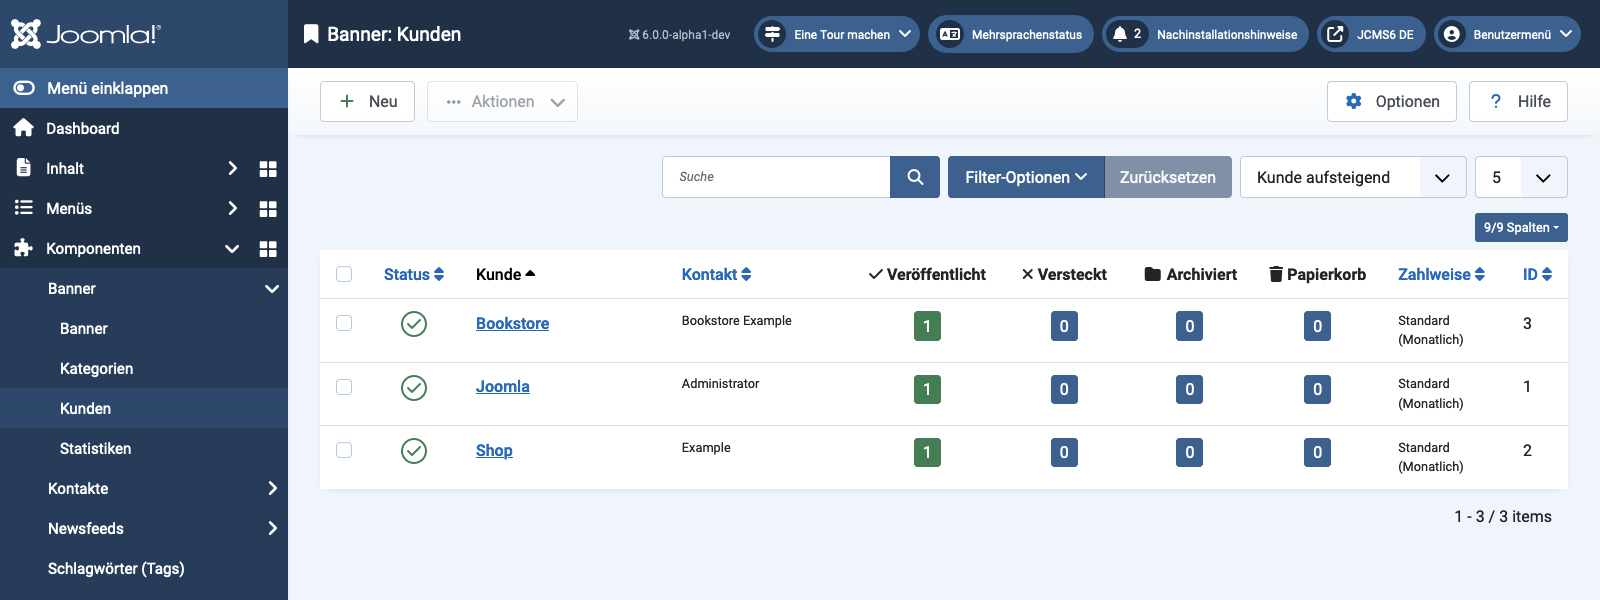 Joomla!®
Banner: Kunden
6.0.0-alpha1-dev
Eine Tour machen
Mehrsprachenstatus
2 Nachinstallationshinweise
JCMS6 DE
Benutzermenü
Menü einklappen
Dashboard
Inhalt
Menüs
Komponenten
Banner
Banner
Kategorien
Kunden
Statistiken
Kontakte
Newsfeeds
Schlagwörter (Tags)
+ Neu
··· Aktionen
Optionen
? Hilfe
Suche
Filter-Optionen
Zurücksetzen
Kunde aufsteigend
5
9/9 Spalten
Status Kunde Kontakt Veröffentlicht Versteckt Archiviert Papierkorb Zahlweise ID
Bookstore Bookstore Example 1 0 0 0 Standard 3
(Monatlich)
Joomla Administrator 1 0 0 0 Standard 1
(Monatlich)
Shop Example 1 0 0 0 Standard 2
(Monatlich)
1 - 3 / 3 items